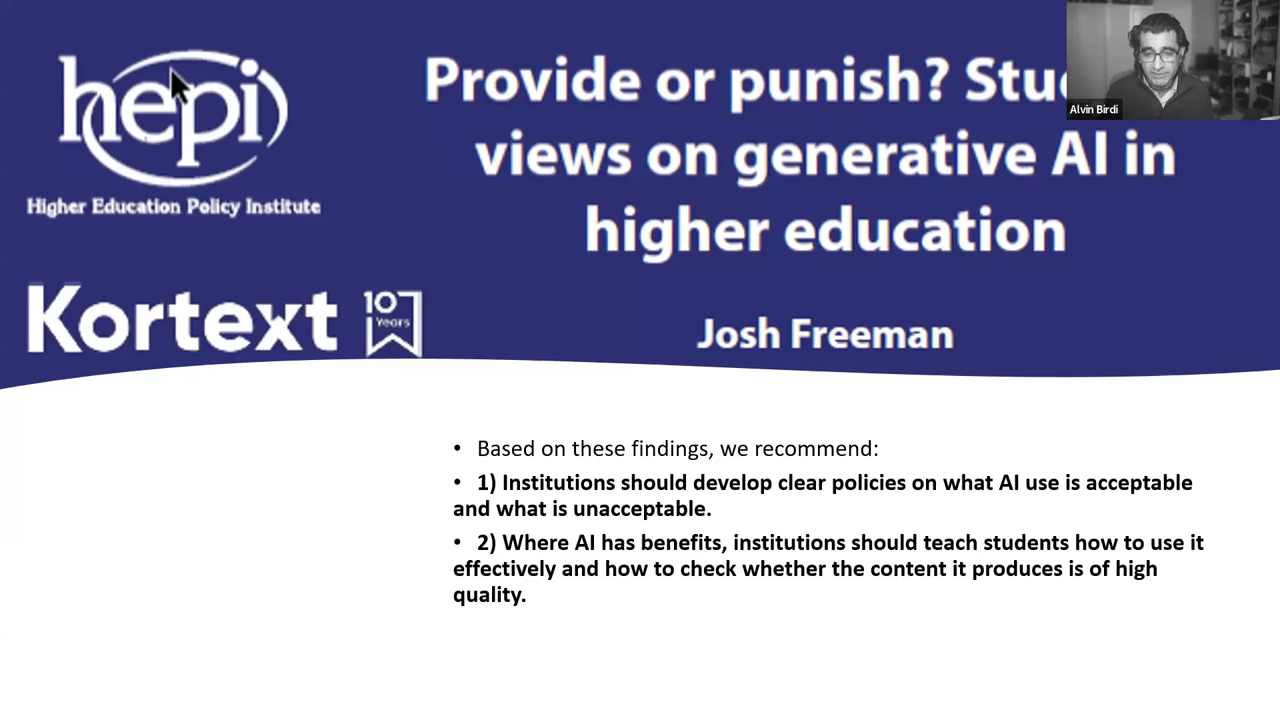 hepi
Higher Education Policy Institute
Kortext
10
Years
Provide or punish?
views on generative AI in
higher education
Josh Freeman
Alvin Birdi
• Based on these findings, we recommend:
• 1) Institutions should develop clear policies on what AI use is acceptable
and what is unacceptable.
• 2) Where AI has benefits, institutions should teach students how to use it
effectively and how to check whether the content it produces is of high
quality.